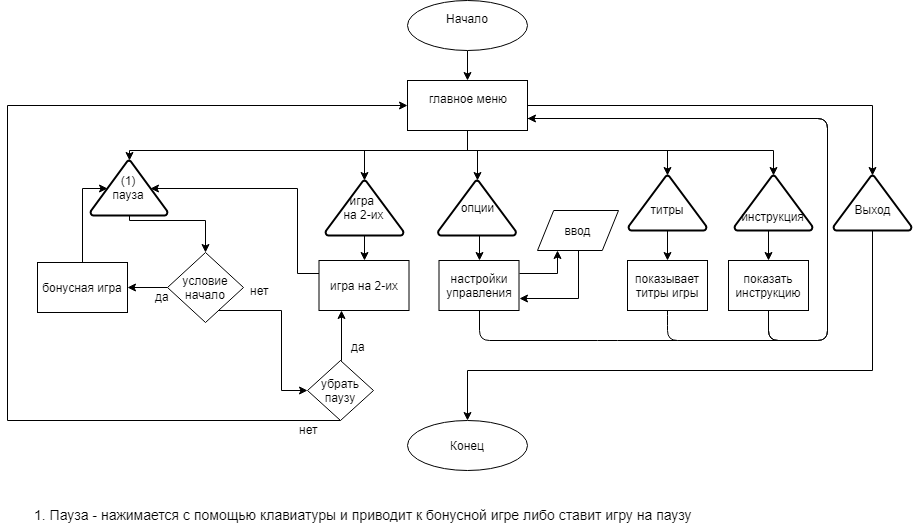 Начало
главное меню
(1)
пауза
игра
на 2-их
опции
титры
инструкция
Выход
ввод
бонусная игра
да
условие
начало
нет
игра на 2-их
настройки
управления
показывает
титры игры
показать
инструкцию
да
убрать
паузу
нет
Конец
1. Пауза - нажимается с помощью клавиатуры и приводит к бонусной игре либо ставит игру на паузу